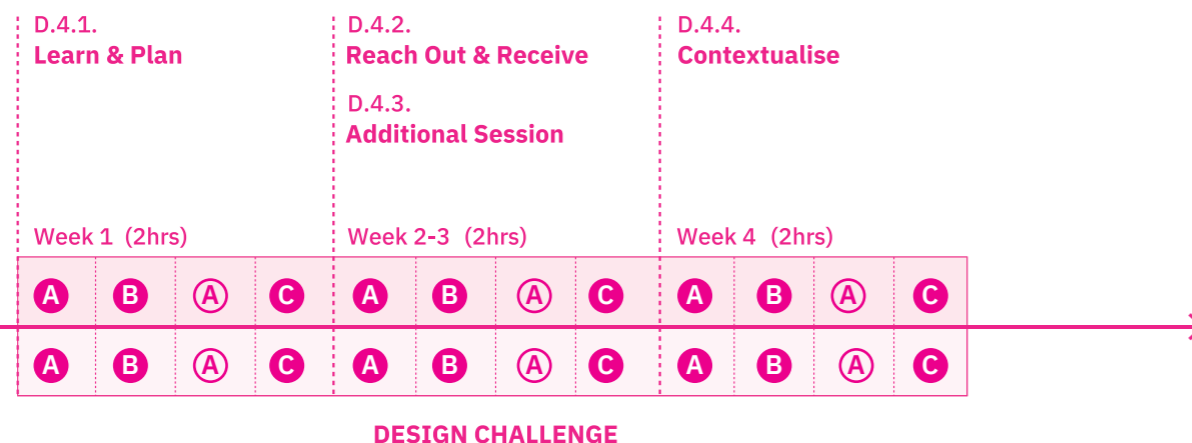 D.4.1.
Learn & Plan
D.4.2.
Reach Out & Receive
D.4.3.
Additional Session
D.4.4.
Contextualise
Week 1 (2hrs)
Week 2-3 (2hrs)
Week 4 (2hrs)
A B A C A B A C A B A C
A B A C A B A C A B A C
DESIGN CHALLENGE